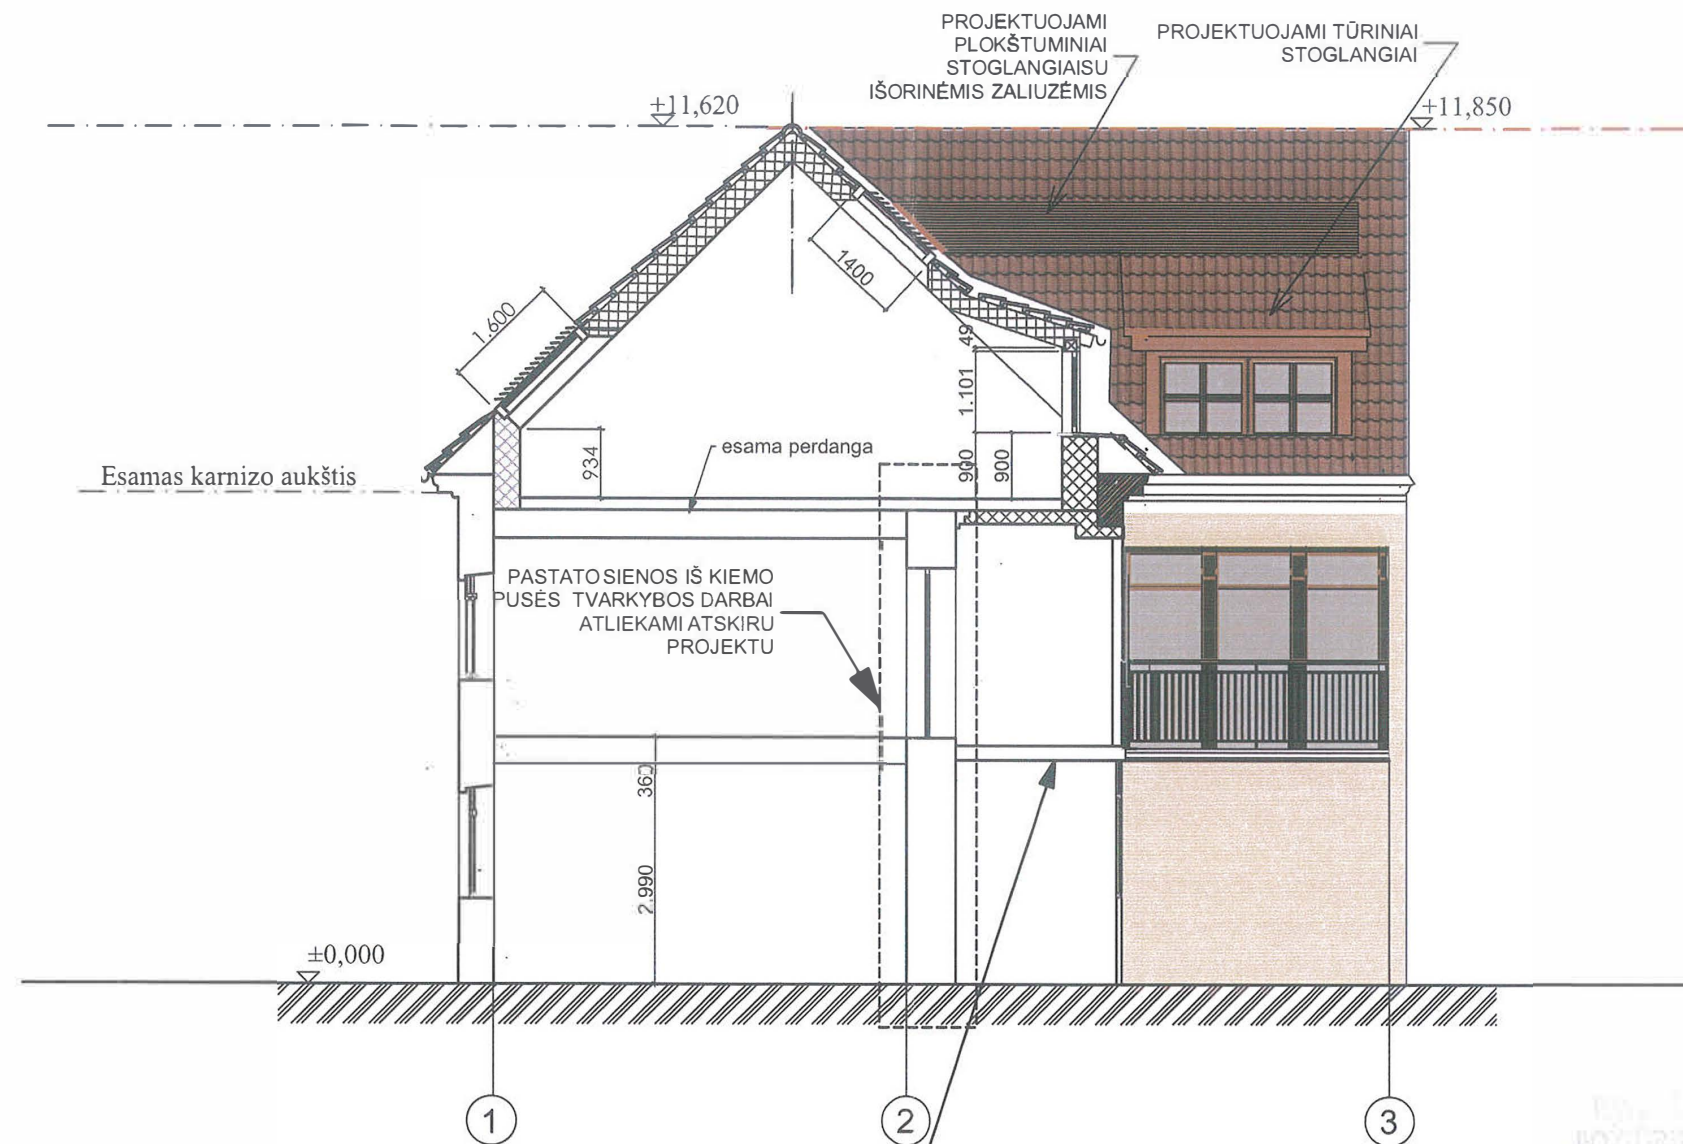 PROJEKTUOJAMI
PLOKŠTUMINIAI
STOGLANGIAISU
IŠORINĖMIS ZALIUZĖMIS
PROJEKTUOJAMI TŪRINIAI
STOGLANGIAI
±11,620
±11,850
1400
1.600
49
1.101
934
esama perdanga
900
900
Esamas karnizo aukštis
PASTATO SIENOS IŠ KIEMO
PUSĖS TVARKYBOS DARBAI
ATLIEKAMI ATSKIRU
PROJEKTU
360
2.990
±0,000
1
2
3